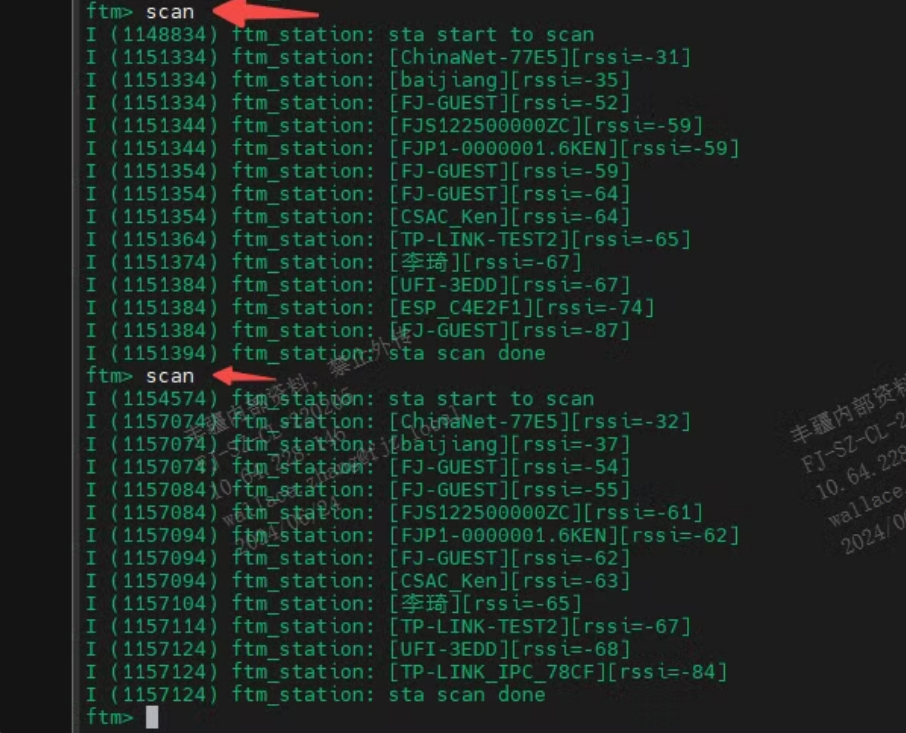 ftm> scan
I (1148834) ftm_station: sta start to scan
I (1151334) ftm_station: [ChinaNet-77E5][rssi=-31]
I (1151334) ftm_station: [baijiang][rssi=-35]
I (1151334) ftm_station: [FJ-GUEST][rssi=-52]
I (1151344) ftm_station: [FJS122500000ZC][rssi=-59]
I (1151344) ftm_station: [FJP1-0000001.6KEN][rssi=-59]
I (1151354) ftm_station: [FJ-GUEST][rssi=-59]
I (1151354) ftm_station: [FJ-GUEST][rssi=-64]
I (1151354) ftm_station: [CSAC_Ken][rssi=-64]
I (1151364) ftm_station: [TP-LINK-TEST2][rssi=-65]
I (1151374) ftm_station: [李琦][rssi=-67]
I (1151384) ftm_station: [UFI-3EDD][rssi=-67]
I (1151384) ftm_station: [ESP_C4E2F1][rssi=-74]
I (1151384) ftm_station: [FJ-GUEST][rssi=-87]
I (1151394) ftm_station: sta scan done
ftm> scan
I (1154574) ftm_station: sta start to scan
I (1157074) ftm_station: [ChinaNet-77E5][rssi=-32]
I (1157074) ftm_station: [baijiang][rssi=-37]
I (1157074) ftm_station: [FJ-GUEST][rssi=-54]
I (1157084) ftm_station: [FJ-GUEST][rssi=-55]
I (1157084) ftm_station: [FJS122500000ZC][rssi=-61]
I (1157094) ftm_station: [FJP1-0000001.6KEN][rssi=-62]
I (1157094) ftm_station: [FJ-GUEST][rssi=-62]
I (1157094) ftm_station: [CSAC_Ken][rssi=-63]
I (1157104) ftm_station: [李琦][rssi=-65]
I (1157114) ftm_station: [TP-LINK-TEST2][rssi=-67]
I (1157124) ftm_station: [UFI-3EDD][rssi=-68]
I (1157124) ftm_station: [TP-LINK_IPC_78CF][rssi=-84]
I (1157124) ftm_station: sta scan done
ftm>
丰疆内部资料，禁止外传
FJ-SZ-CL-220205
10.64.228.146
2024/06/24
丰疆内部资料
FJ-SZ-CL-2
10.64.228
wallace